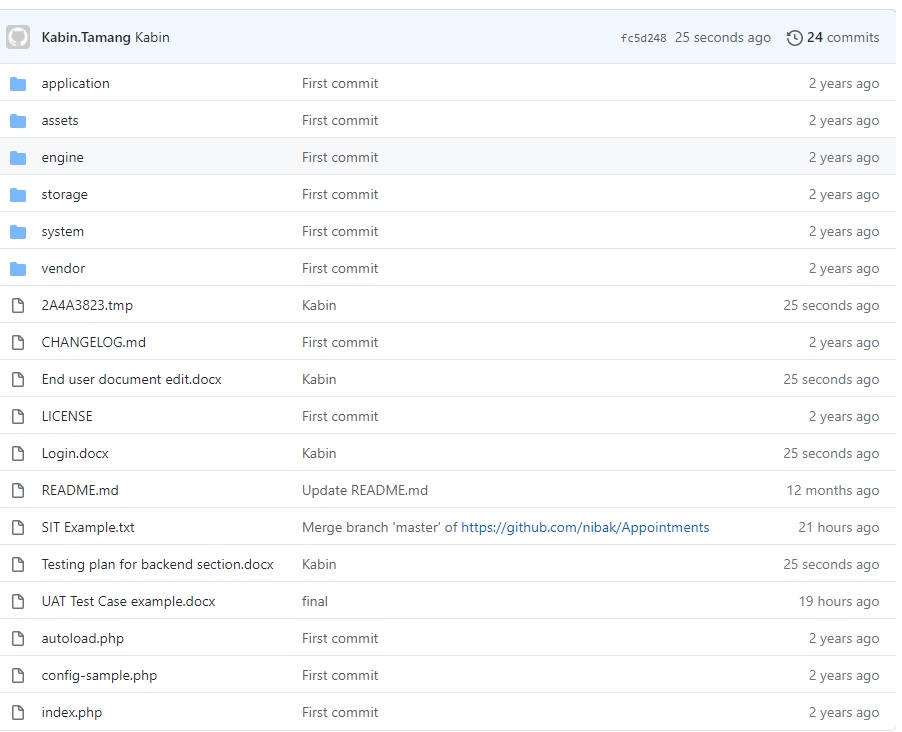 Kabin.Tamang Kabin fc5d248 25 seconds ago 24 commits
application First commit 2 years ago
assets First commit 2 years ago
engine First commit 2 years ago
storage First commit 2 years ago
system First commit 2 years ago
vendor First commit 2 years ago
2A4A3823.tmp Kabin 25 seconds ago
CHANGELOG.md First commit 2 years ago
End user document edit.docx Kabin 25 seconds ago
LICENSE First commit 2 years ago
Login.docx Kabin 25 seconds ago
README.md Update README.md 12 months ago
SIT Example.txt Merge branch 'master' of https://github.com/nibak/Appointments 21 hours ago
Testing plan for backend section.docx Kabin 25 seconds ago
UAT Test Case example.docx final 19 hours ago
autoload.php First commit 2 years ago
config-sample.php First commit 2 years ago
index.php First commit 2 years ago